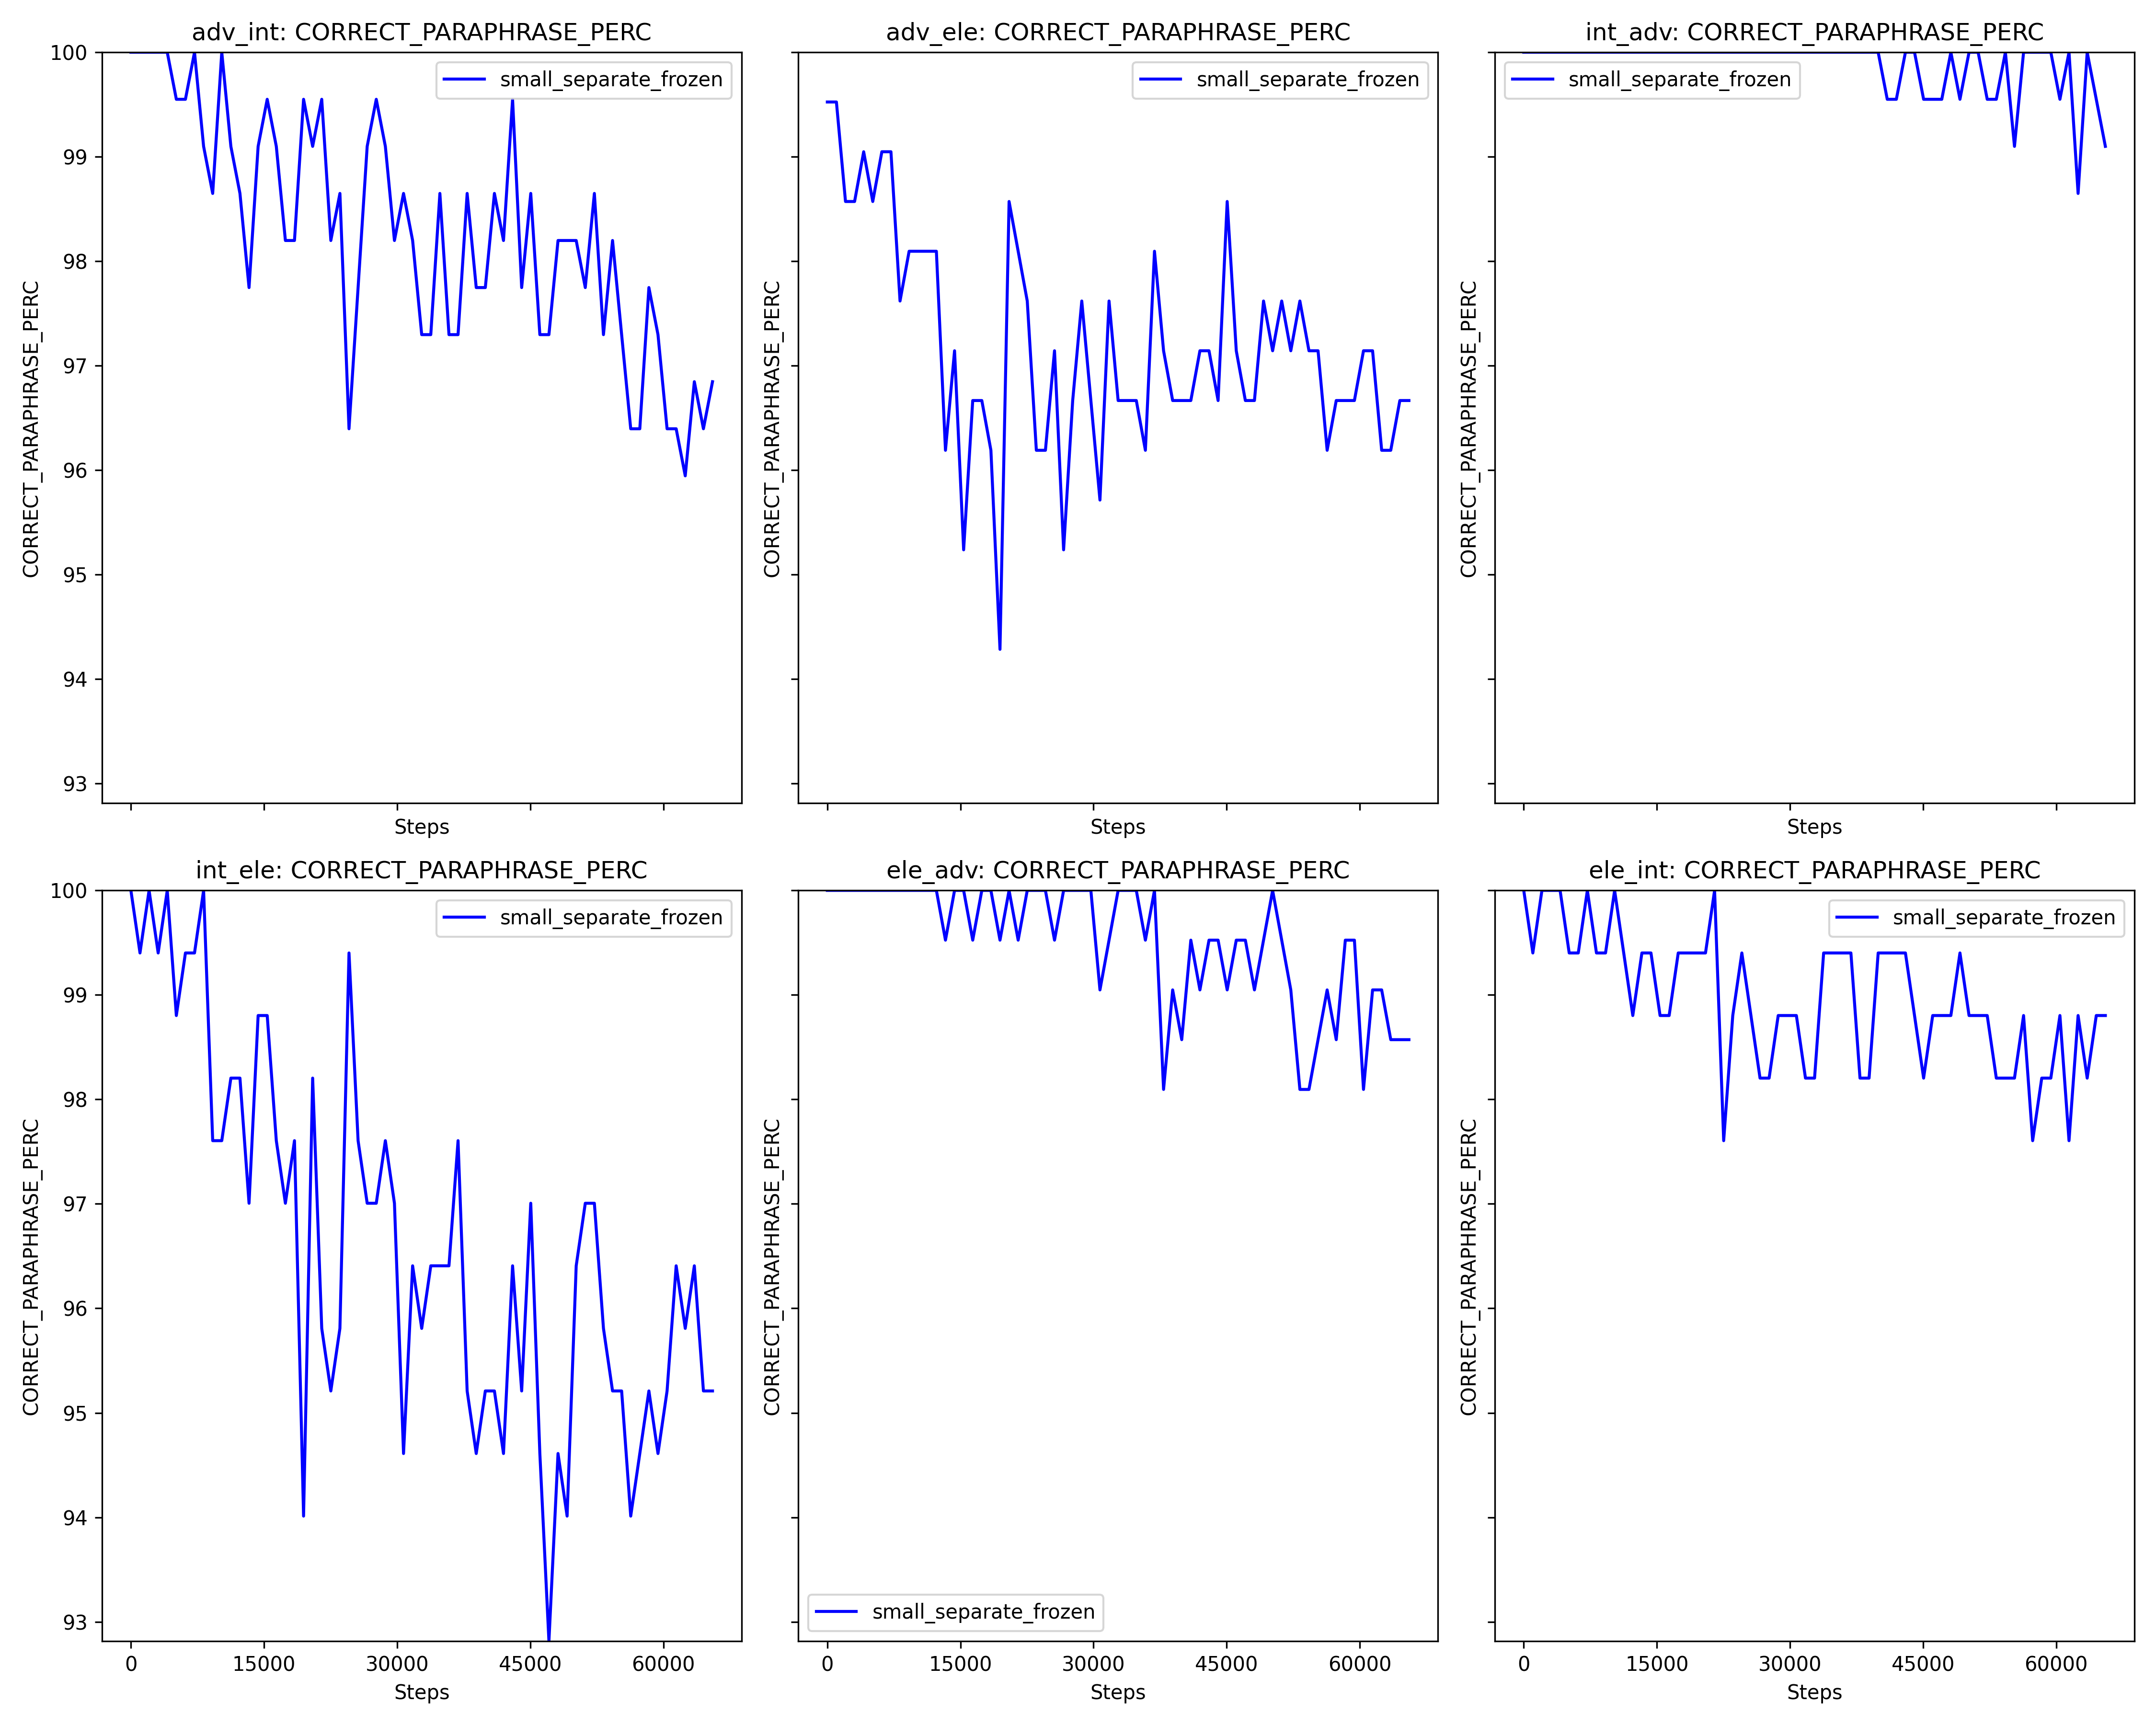 adv_int: CORRECT_PARAPHRASE_PERC
adv_ele: CORRECT_PARAPHRASE_PERC
int_adv: CORRECT_PARAPHRASE_PERC
small_separate_frozen
small_separate_frozen
small_separate_frozen
CORRECT_PARAPHRASE_PERC
CORRECT_PARAPHRASE_PERC
CORRECT_PARAPHRASE_PERC
100
99
98
97
96
95
94
93
Steps
Steps
Steps
int_ele: CORRECT_PARAPHRASE_PERC
ele_adv: CORRECT_PARAPHRASE_PERC
ele_int: CORRECT_PARAPHRASE_PERC
small_separate_frozen
small_separate_frozen
small_separate_frozen
CORRECT_PARAPHRASE_PERC
CORRECT_PARAPHRASE_PERC
CORRECT_PARAPHRASE_PERC
100
99
98
97
96
95
94
93
0 15000 30000 45000 60000
0 15000 30000 45000 60000
0 15000 30000 45000 60000
Steps
Steps
Steps